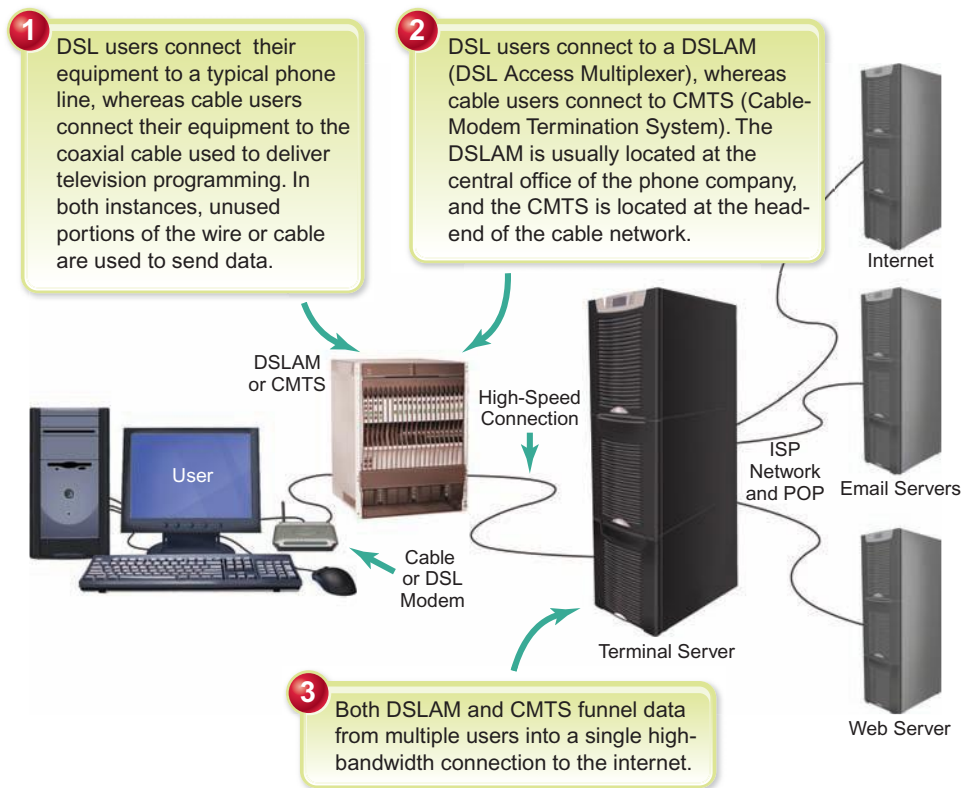 1
DSL users connect their
equipment to a typical phone
line, whereas cable users
connect their equipment to the
coaxial cable used to deliver
television programming. In
both instances, unused
portions of the wire or cable
are used to send data.
2
DSL users connect to a DSLAM
(DSL Access Multiplexer), whereas
cable users connect to CMTS (Cable-
Modem Termination System). The
DSLAM is usually located at the
central office of the phone company,
and the CMTS is located at the head-
end of the cable network.
Internet
DSLAM
or CMTS
High-Speed
Connection
User
ISP
Network
and POP
Email Servers
Cable
or DSL
Modem
Terminal Server
Web Server
3
Both DSLAM and CMTS funnel data
from multiple users into a single high-
bandwidth connection to the internet.